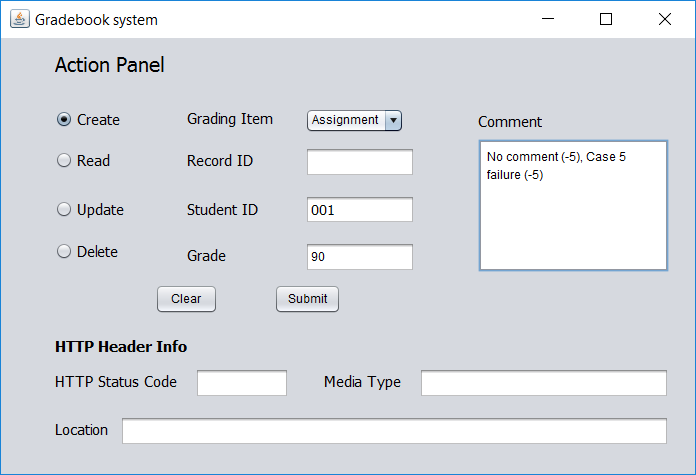 Gradebook system
Action Panel
Create
Grading Item
Assignment
Comment
Read
Record ID
No comment (-5), Case 5
failure (-5)
Update
Student ID
001
Delete
Grade
90
Clear
Submit
HTTP Header Info
HTTP Status Code
Media Type
Location